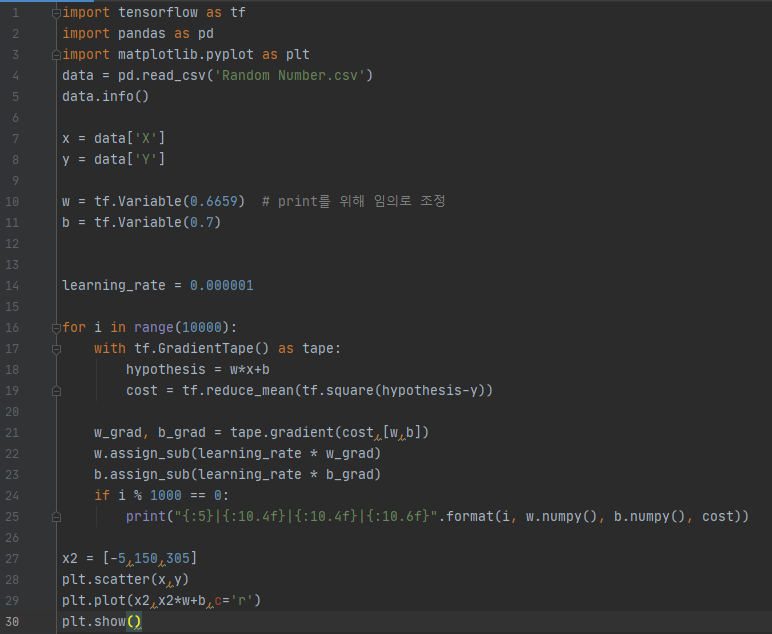 1 import tensorflow as tf
2 import pandas as pd
3 import matplotlib.pyplot as plt
4 data = pd.read_csv('Random Number.csv')
5 data.info()
6
7 x = data['X']
8 y = data['Y']
9
10 w = tf.Variable(0.6659)  # print를 위해 임의로 조정
11 b = tf.Variable(0.7)
12
13
14 learning_rate = 0.000001
15
16 for i in range(10000):
17     with tf.GradientTape() as tape:
18         hypothesis = w*x+b
19         cost = tf.reduce_mean(tf.square(hypothesis-y))
20
21     w_grad, b_grad = tape.gradient(cost,[w,b])
22     w.assign_sub(learning_rate * w_grad)
23     b.assign_sub(learning_rate * b_grad)
24     if i % 1000 == 0:
25         print("{:5}|{:10.4f}|{:10.4f}|{:10.6f}".format(i, w.numpy(), b.numpy(), cost))
26
27 x2 = [-5,150,305]
28 plt.scatter(x,y)
29 plt.plot(x2,x2*w+b,c='r')
30 plt.show()